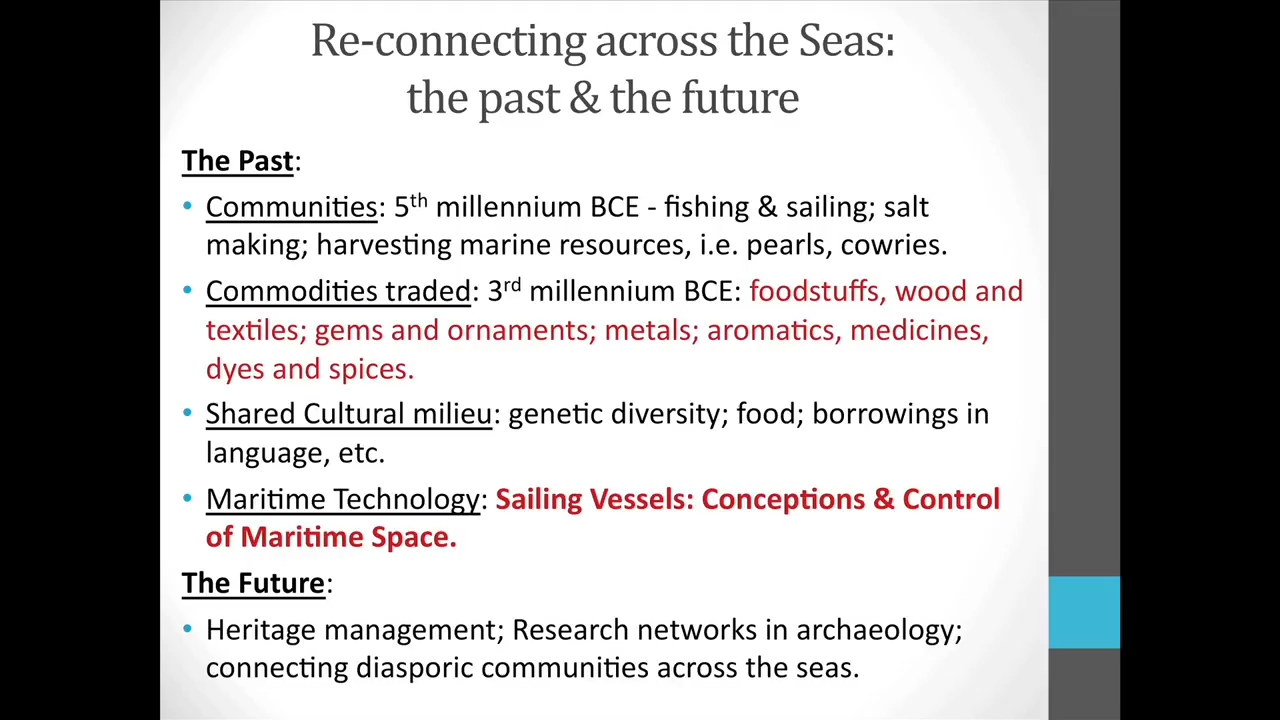 Re-connecting across the Seas:
the past & the future
The Past:
• Communities: 5th millennium BCE - fishing & sailing; salt
making; harvesting marine resources, i.e. pearls, cowries.
• Commodities traded: 3rd millennium BCE: foodstuffs, wood and
textiles; gems and ornaments; metals; aromatics, medicines,
dyes and spices.
• Shared Cultural milieu: genetic diversity; food; borrowings in
language, etc.
• Maritime Technology: Sailing Vessels: Conceptions & Control
of Maritime Space.
The Future:
• Heritage management; Research networks in archaeology;
connecting diasporic communities across the seas.